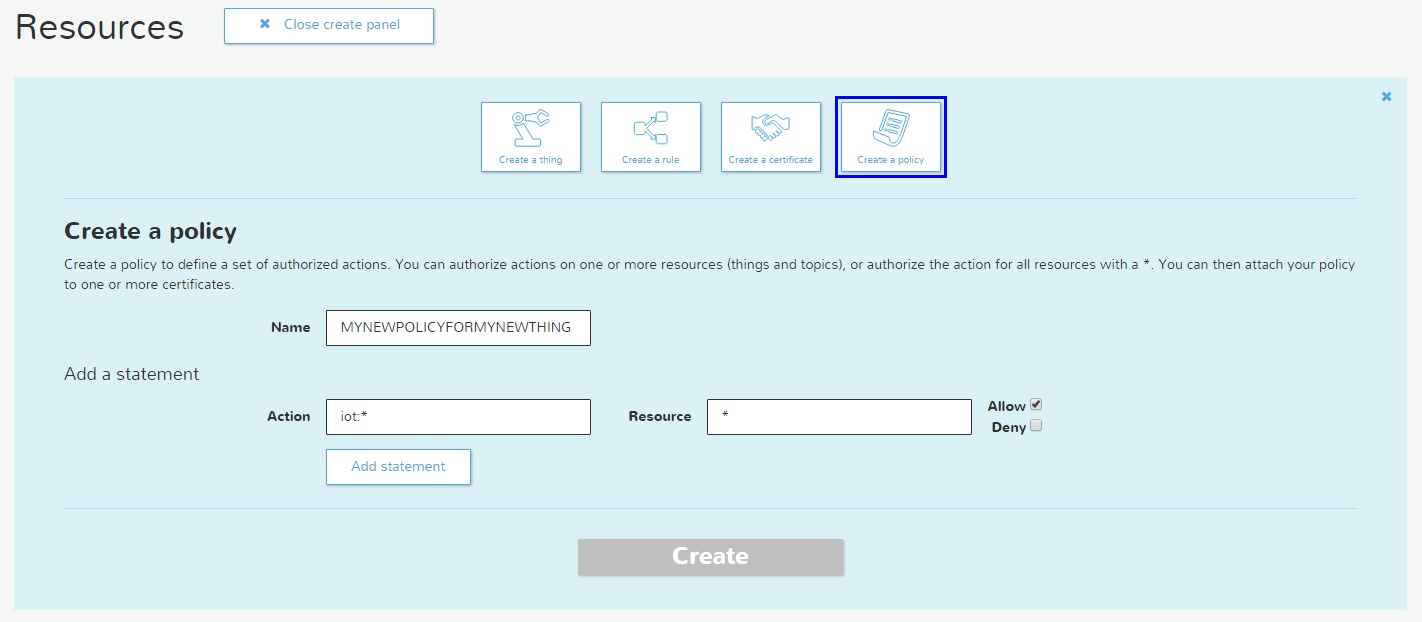 Resources
✖ Close create panel
✖
Create a thing
Create a rule
Create a certificate
Create a policy
Create a policy
Create a policy to define a set of authorized actions. You can authorize actions on one or more resources (things and topics), or authorize the action for all resources with a *. You can then attach your policy
to one or more certificates.
Name MYNEWPOLICYFORMYNEWTHING
Add a statement
Action iot:* Resource * Allow
Deny
Add statement
Create